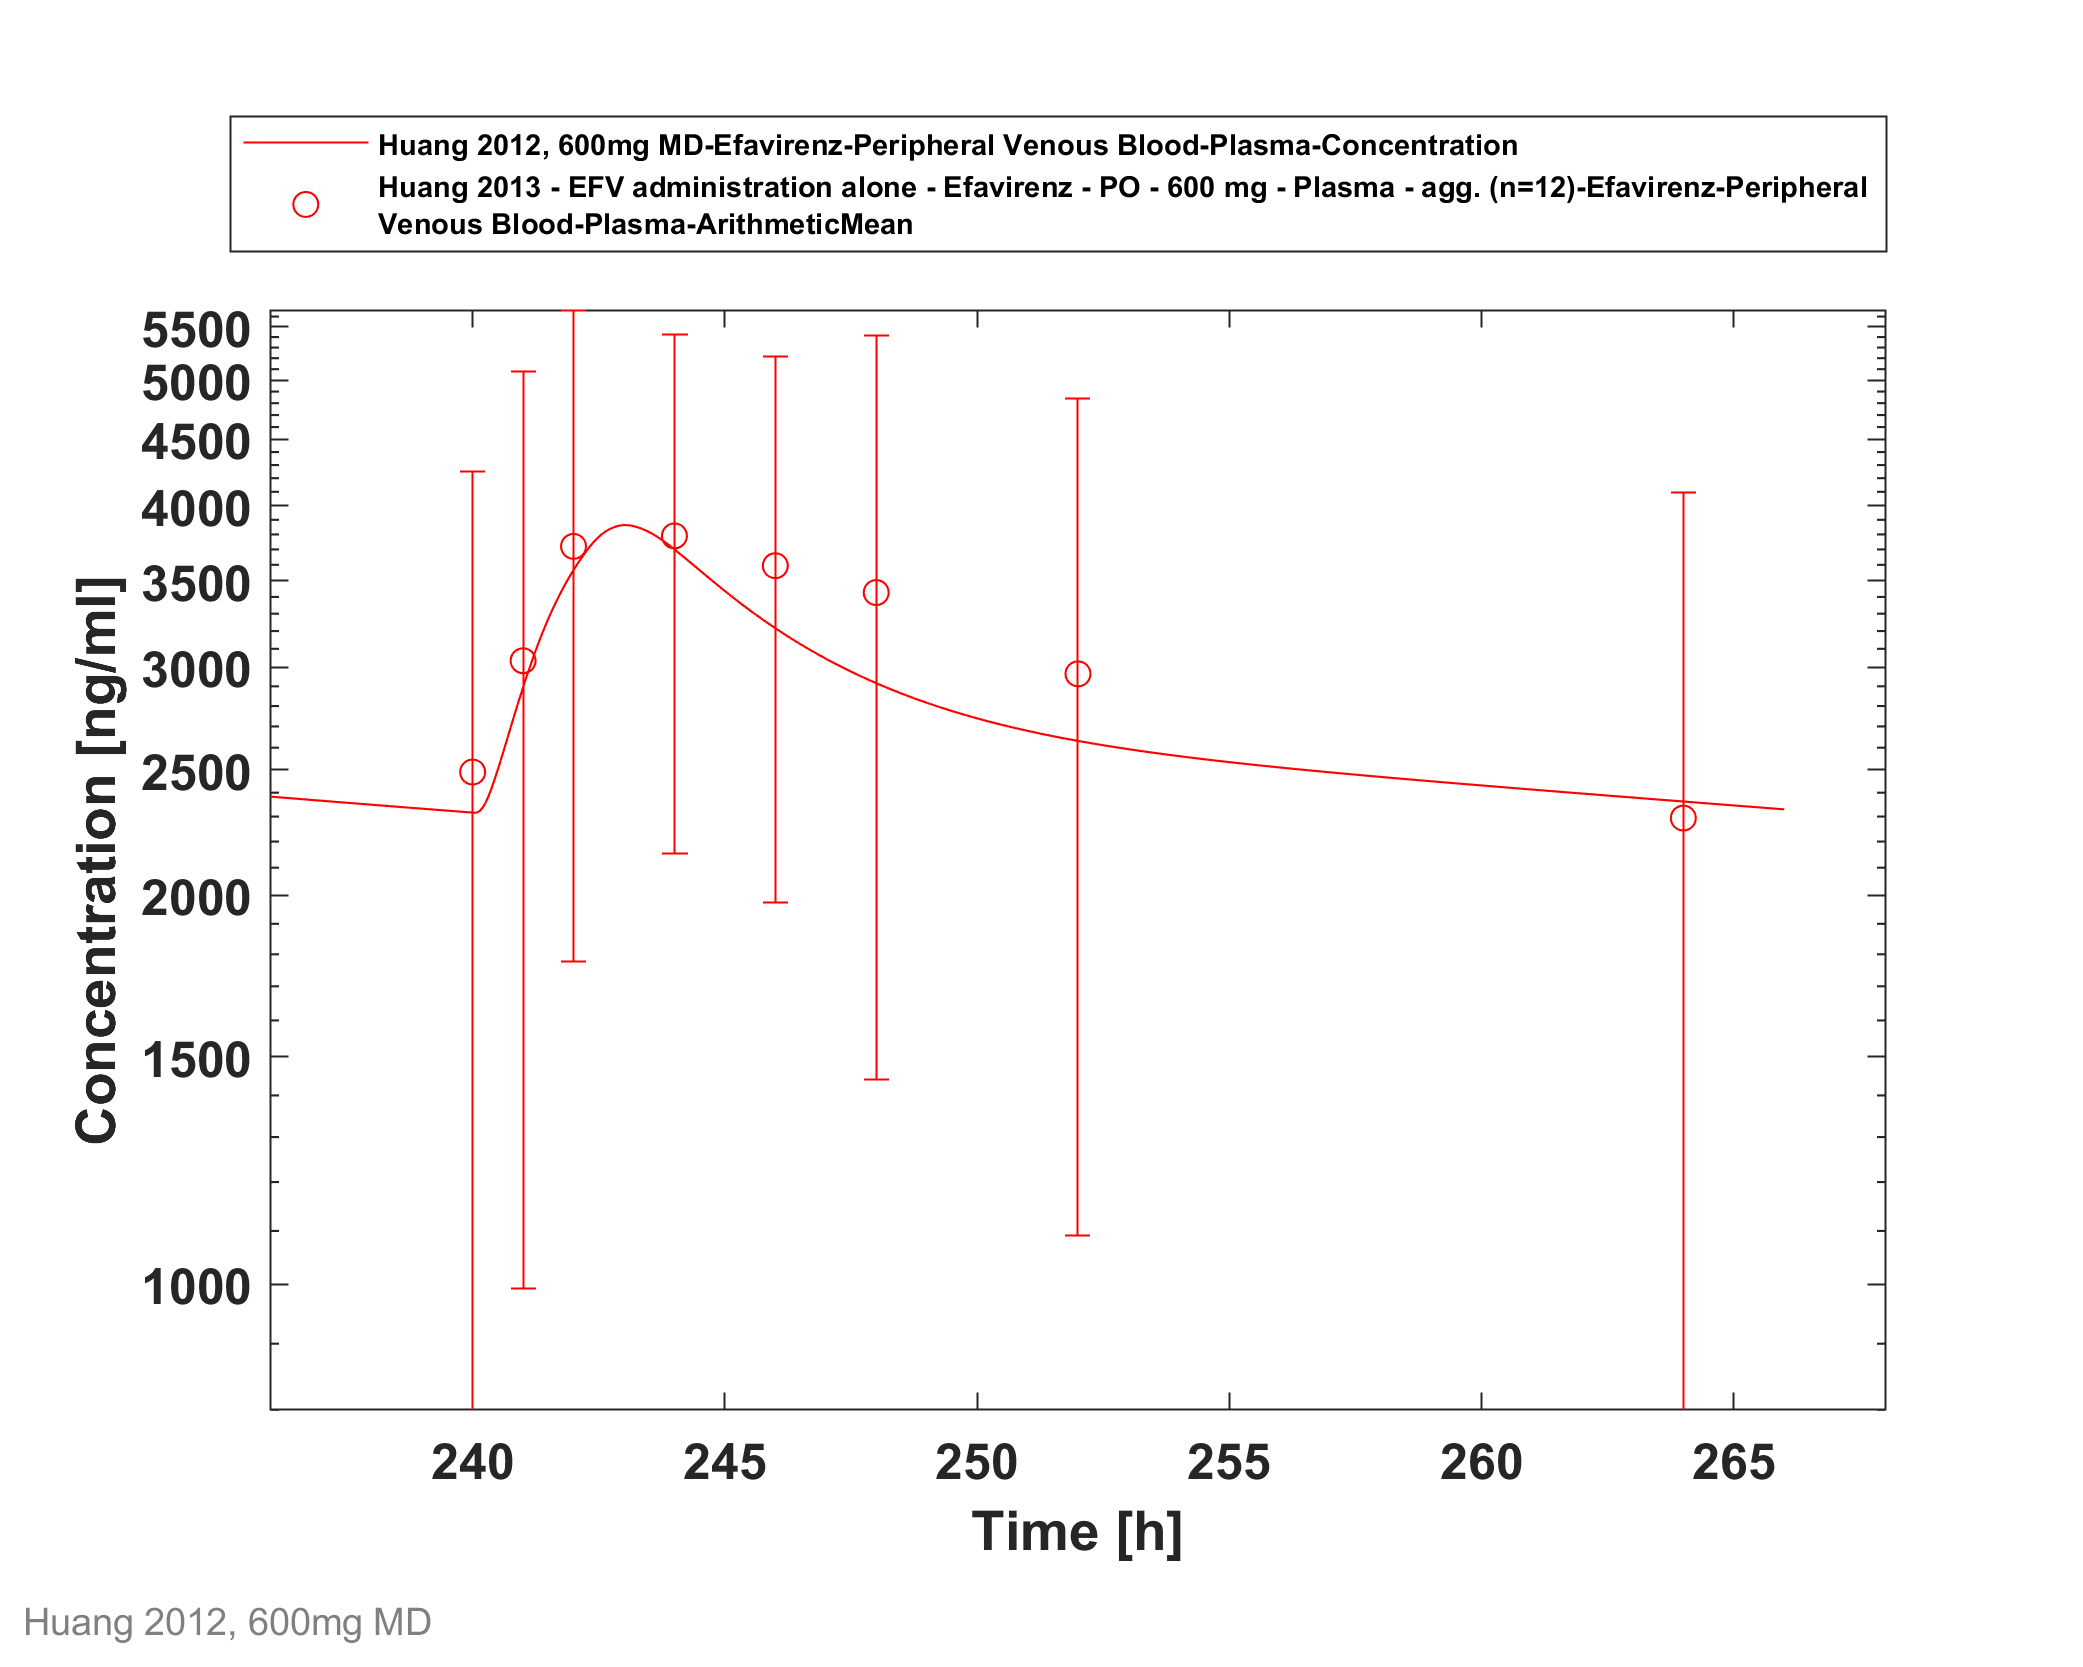 Huang 2012, 600mg MD-Efavirenz-Peripheral Venous Blood-Plasma-Concentration
Huang 2013 - EFV administration alone - Efavirenz - PO - 600 mg - Plasma - agg. (n=12)-Efavirenz-Peripheral
Venous Blood-Plasma-ArithmeticMean
5500
5000
4500
4000
3500
3000
2500
2000
1500
1000
Concentration [ng/ml]
240 245 250 255 260 265
Time [h]
Huang 2012, 600mg MD